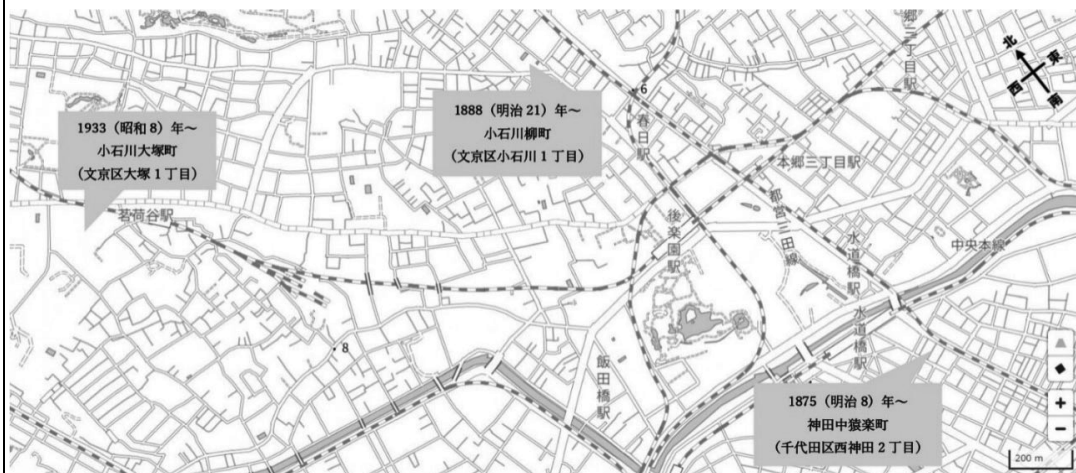 郷三丁目駅
北
東
西
南
1933（昭和 8）年～
小石川大塚町
（文京区大塚 1 丁目）
1888（明治 21）年～
小石川柳町
（文京区小石川 1 丁目）
6
春日駅
本郷三丁目駅
茗荷谷駅
後楽園駅
都営三田線
水道橋駅
中央本線
水道橋駅
8
飯田橋駅
1875（明治 8）年～
神田中猿楽町
（千代田区西神田 2 丁目）
+
−
200 m